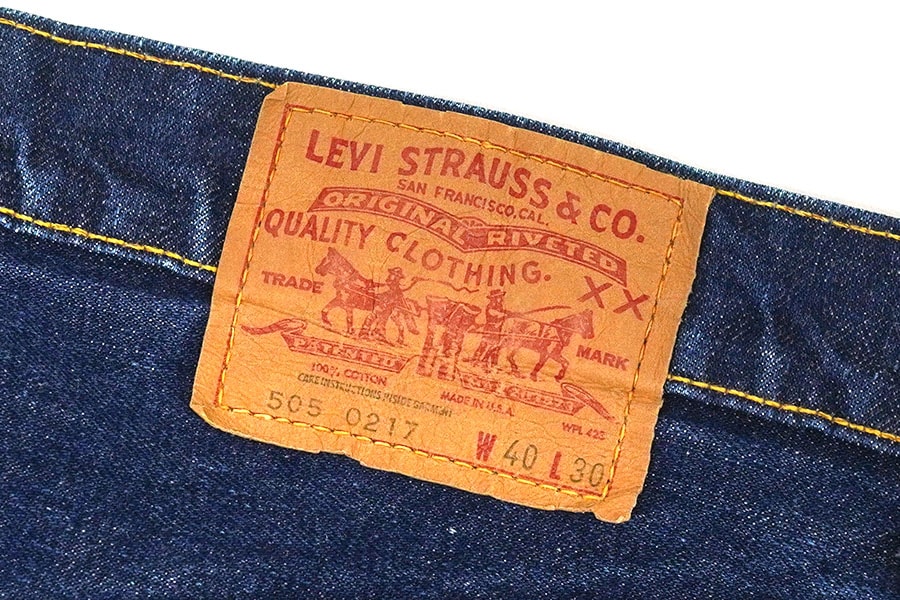 LEVI STRAUSS & CO.
SAN FRANCISCO, CAL.
ORIGINAL RIVETED
QUALITY CLOTHING.
XX
TRADE MARK
PATENTED
100% COTTON
CARE INSTRUCTIONS INSIDE GARMENT
MADE IN U.S.A.
WPL 423
505 0217
W 40 L 30